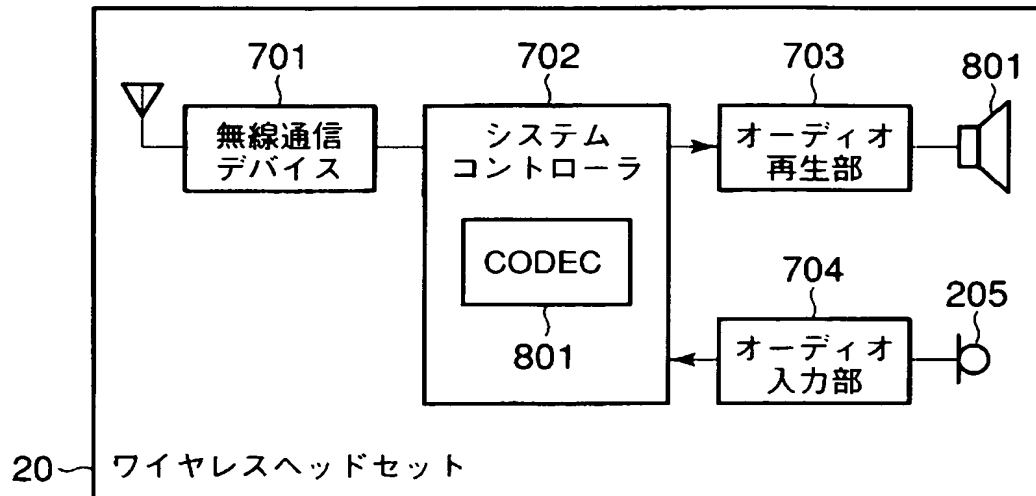 701
無線通信
デバイス
702
システム
コントローラ
CODEC
801
703
オーディオ
再生部
801
704
オーディオ
入力部
205
20
ワイヤレスヘッドセット